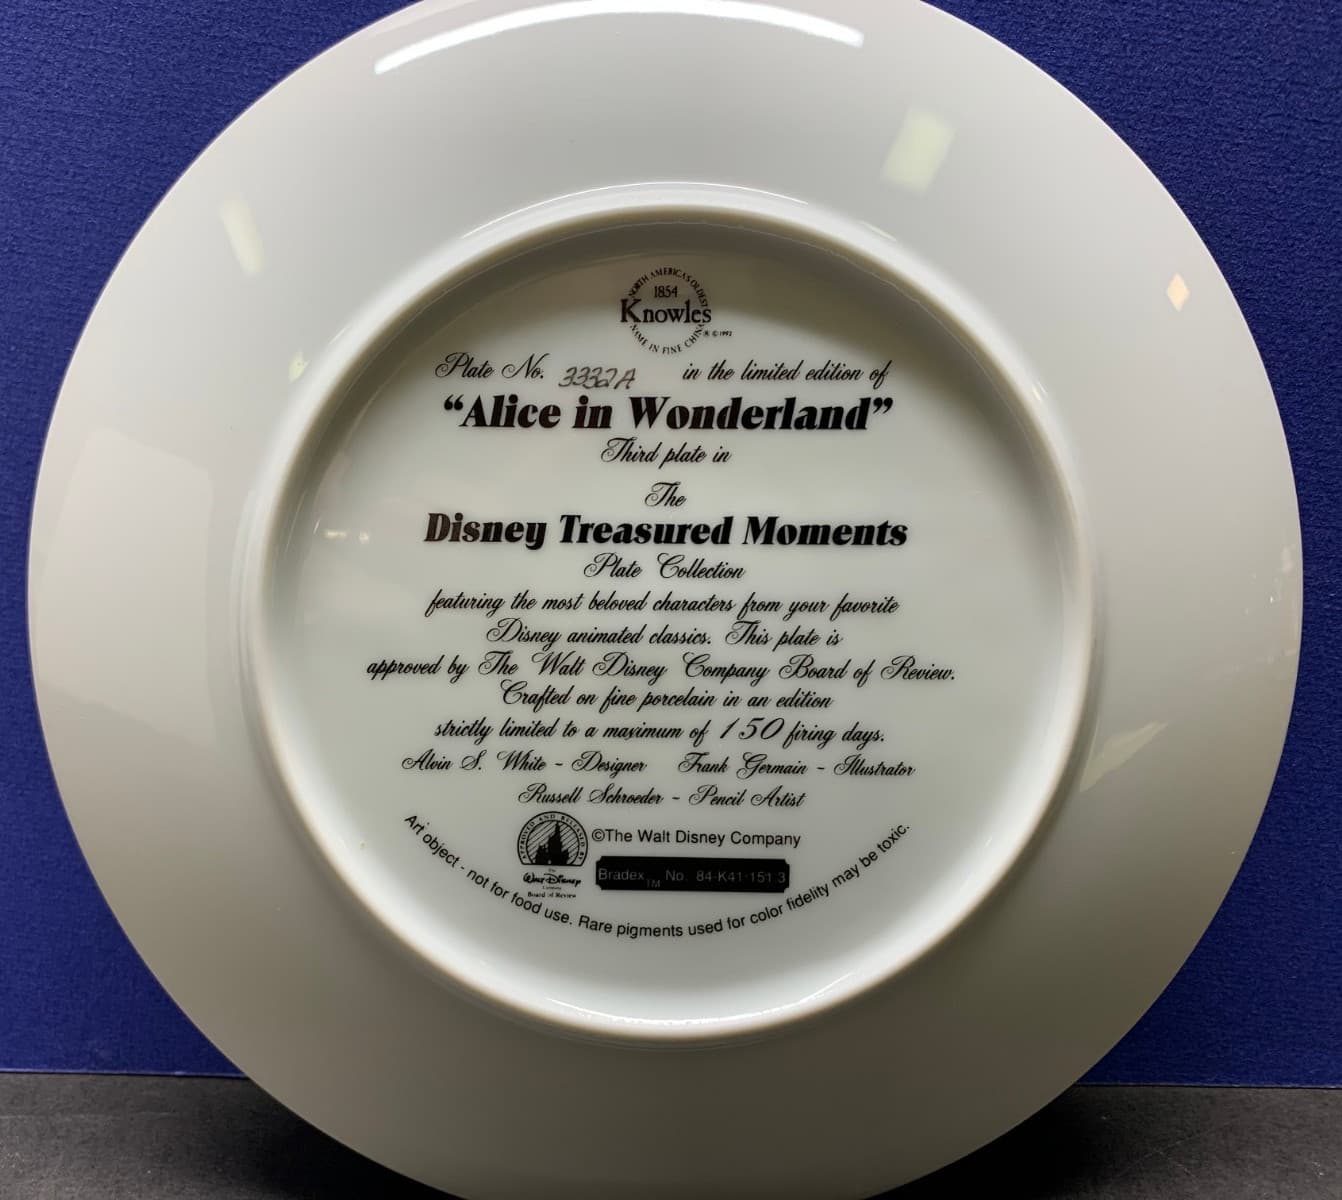 NORTH AMERICA'S OLDEST
1854
Knowles
® © 1992
NAME IN FINE CHINA
Plate No. 3332A in the limited edition of
“Alice in Wonderland”
Third plate in
The
Disney Treasured Moments
Plate Collection
featuring the most beloved characters from your favorite
Disney animated classics. This plate is
approved by The Walt Disney Company Board of Review.
Crafted on fine porcelain in an edition
strictly limited to a maximum of 150 firing days.
Alvin S. White - Designer Frank Germain - Illustrator
Russell Schroeder - Pencil Artist
APPROVED AND RELEASED BY
The
Walt Disney
Company
Board of Review
©The Walt Disney Company
Bradex TM No. 84-K41-151 3
Art object - not for food use. Rare pigments used for color fidelity may be toxic.